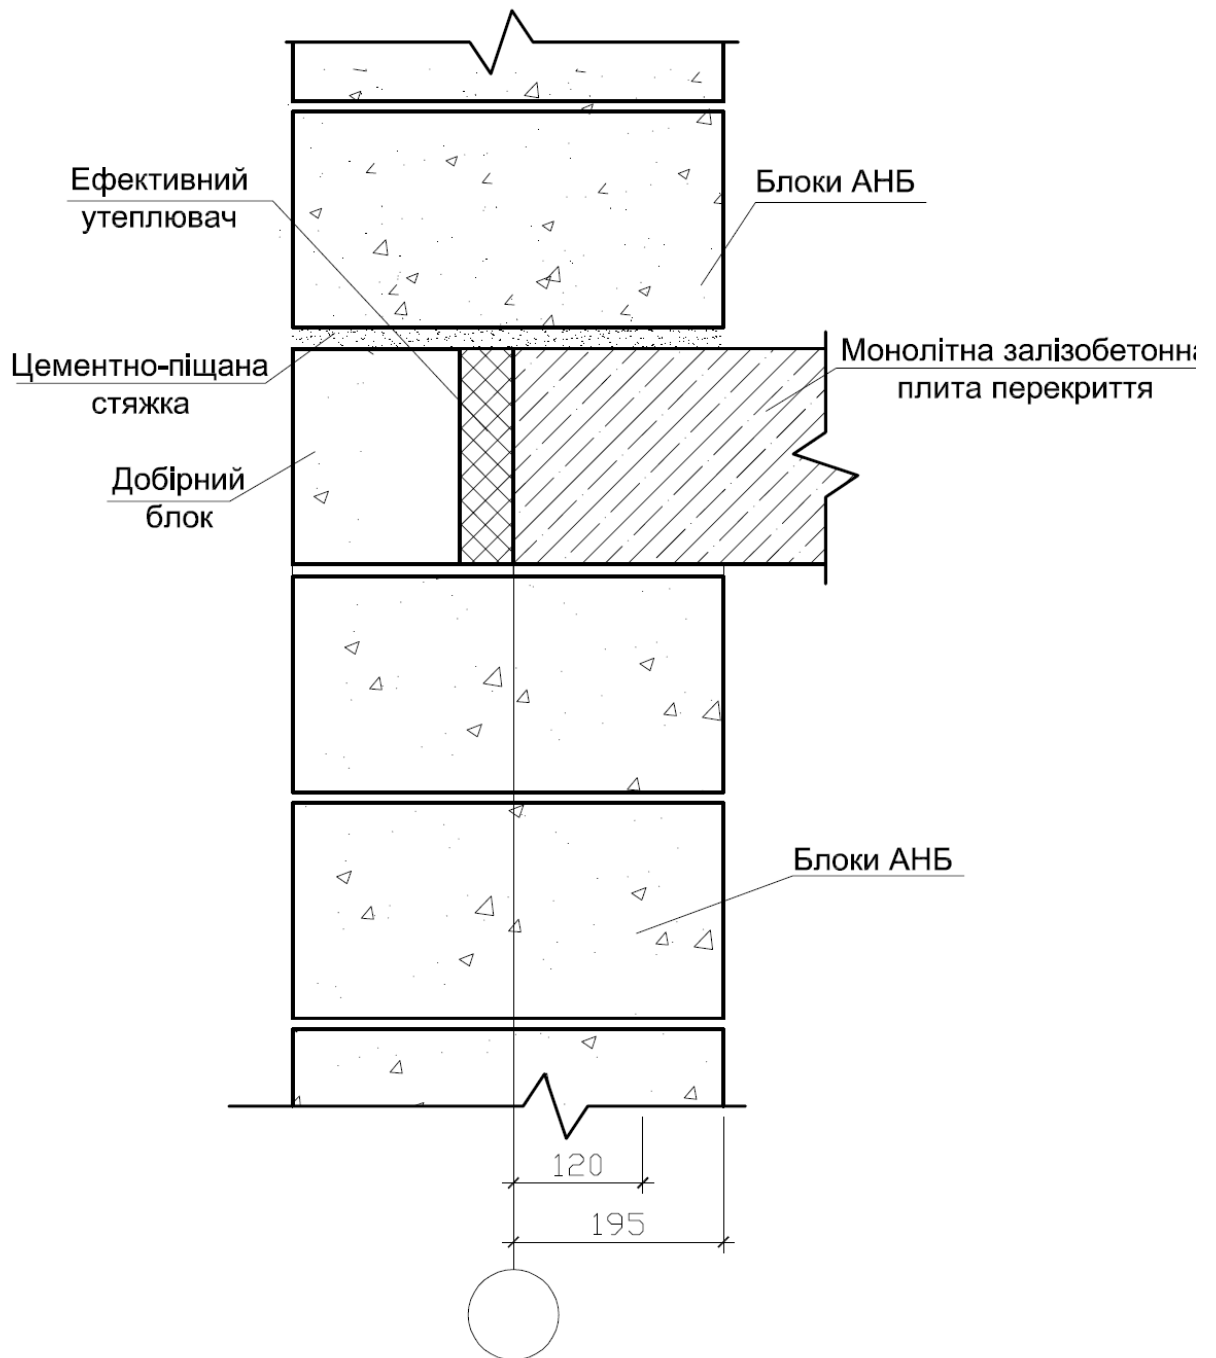 Ефективний
утеплювач
Блоки АНБ
Цементно-піщана
стяжка
Монолітна залізобетонна
плита перекриття
Добірний
блок
Блоки АНБ
120
195